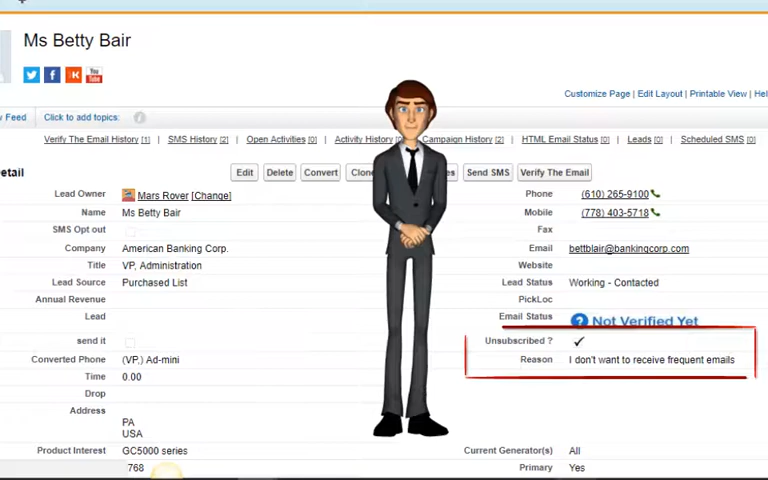 Ms Betty Bair
You Tube
Customize Page | Edit Layout | Printable View | Hel
Feed
Click to add topics:
Verify The Email History [1] | SMS History [2] | Open Activities [0] | Activity History [0] Campaign History [2] | HTML Email Status [0] | Leads [0] | Scheduled SMS [0]
etail
Edit Delete Convert Clon es Send SMS Verify The Email
Lead Owner Mars Rover [Change] Phone (610) 265-9100
Name Ms Betty Bair Mobile (778) 403-5718
SMS Opt out Fax
Company American Banking Corp. Email bettblair@bankingcorp.com
Title VP, Administration Website
Lead Source Purchased List Lead Status Working - Contacted
Annual Revenue PickLoc
Lead Email Status ? Not Verified Yet
send it Unsubscribed ? ✓
Converted Phone (VP,) Ad-mini Reason I don't want to receive frequent emails
Time 0.00
Drop
Address
PA
USA
Product Interest GC5000 series Current Generator(s) All
768 Primary Yes